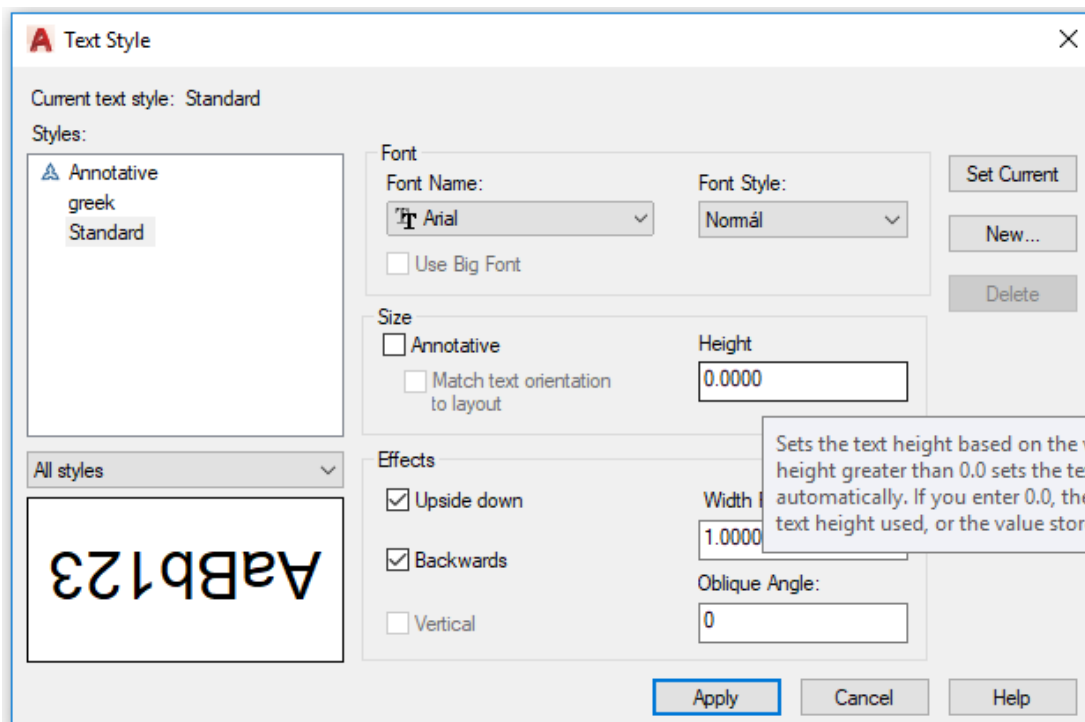 Text Style
Current text style: Standard
Styles:
Annotative
greek
Standard
All styles
AaBb123
Font
Font Name:
Font Style:
Arial
Normál
Use Big Font
Size
Annotative
Height
Match text orientation
to layout
0.0000
Effects
Upside down
Width
1.0000
Backwards
Oblique Angle:
Vertical
0
Sets the text height based on the
height greater than 0.0 sets the
automatically. If you enter 0.0,
text height used, or the value
Set Current
New...
Delete
Apply
Cancel
Help